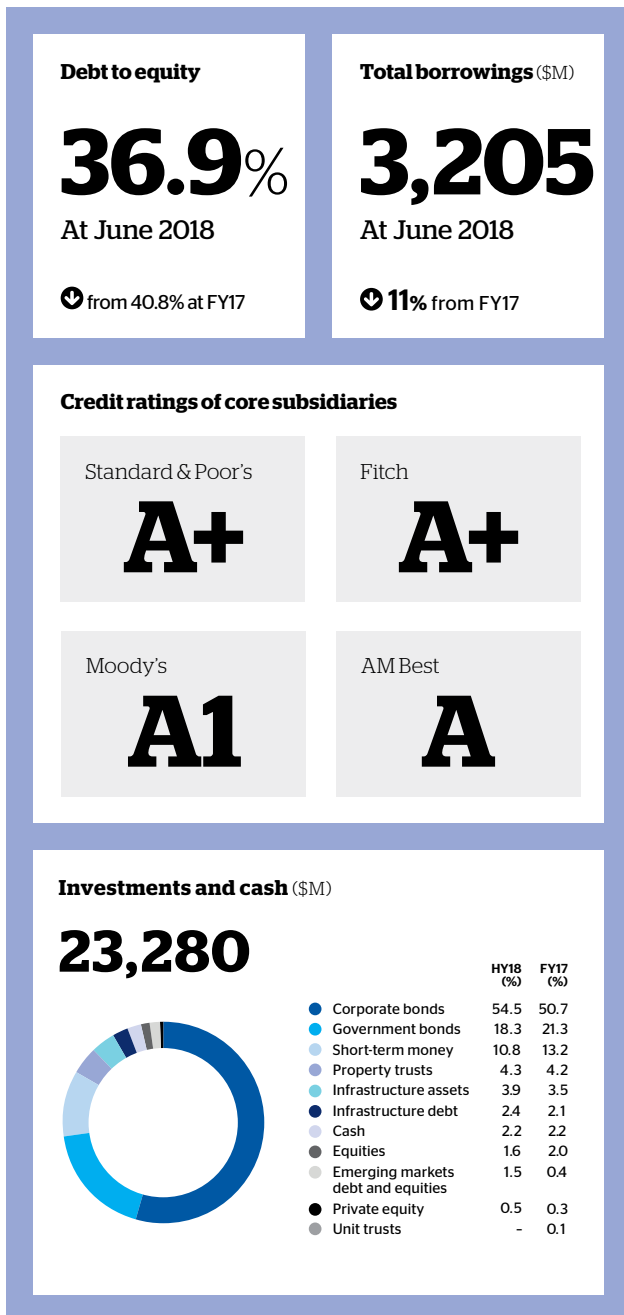 Debt to equity
36.9%
At June 2018
from 40.8% at FY17
Total borrowings ($M)
3,205
At June 2018
11% from FY17
Credit ratings of core subsidiaries
Standard & Poor's
A+
Fitch
A+
Moody's
A1
AM Best
A
Investments and cash ($M)
23,280
HY18 FY17
(%) (%)
Corporate bonds 54.5 50.7
Government bonds 18.3 21.3
Short-term money 10.8 13.2
Property trusts 4.3 4.2
Infrastructure assets 3.9 3.5
Infrastructure debt 2.4 2.1
Cash 2.2 2.2
Equities 1.6 2.0
Emerging markets 1.5 0.4
debt and equities
Private equity 0.5 0.3
Unit trusts – 0.1